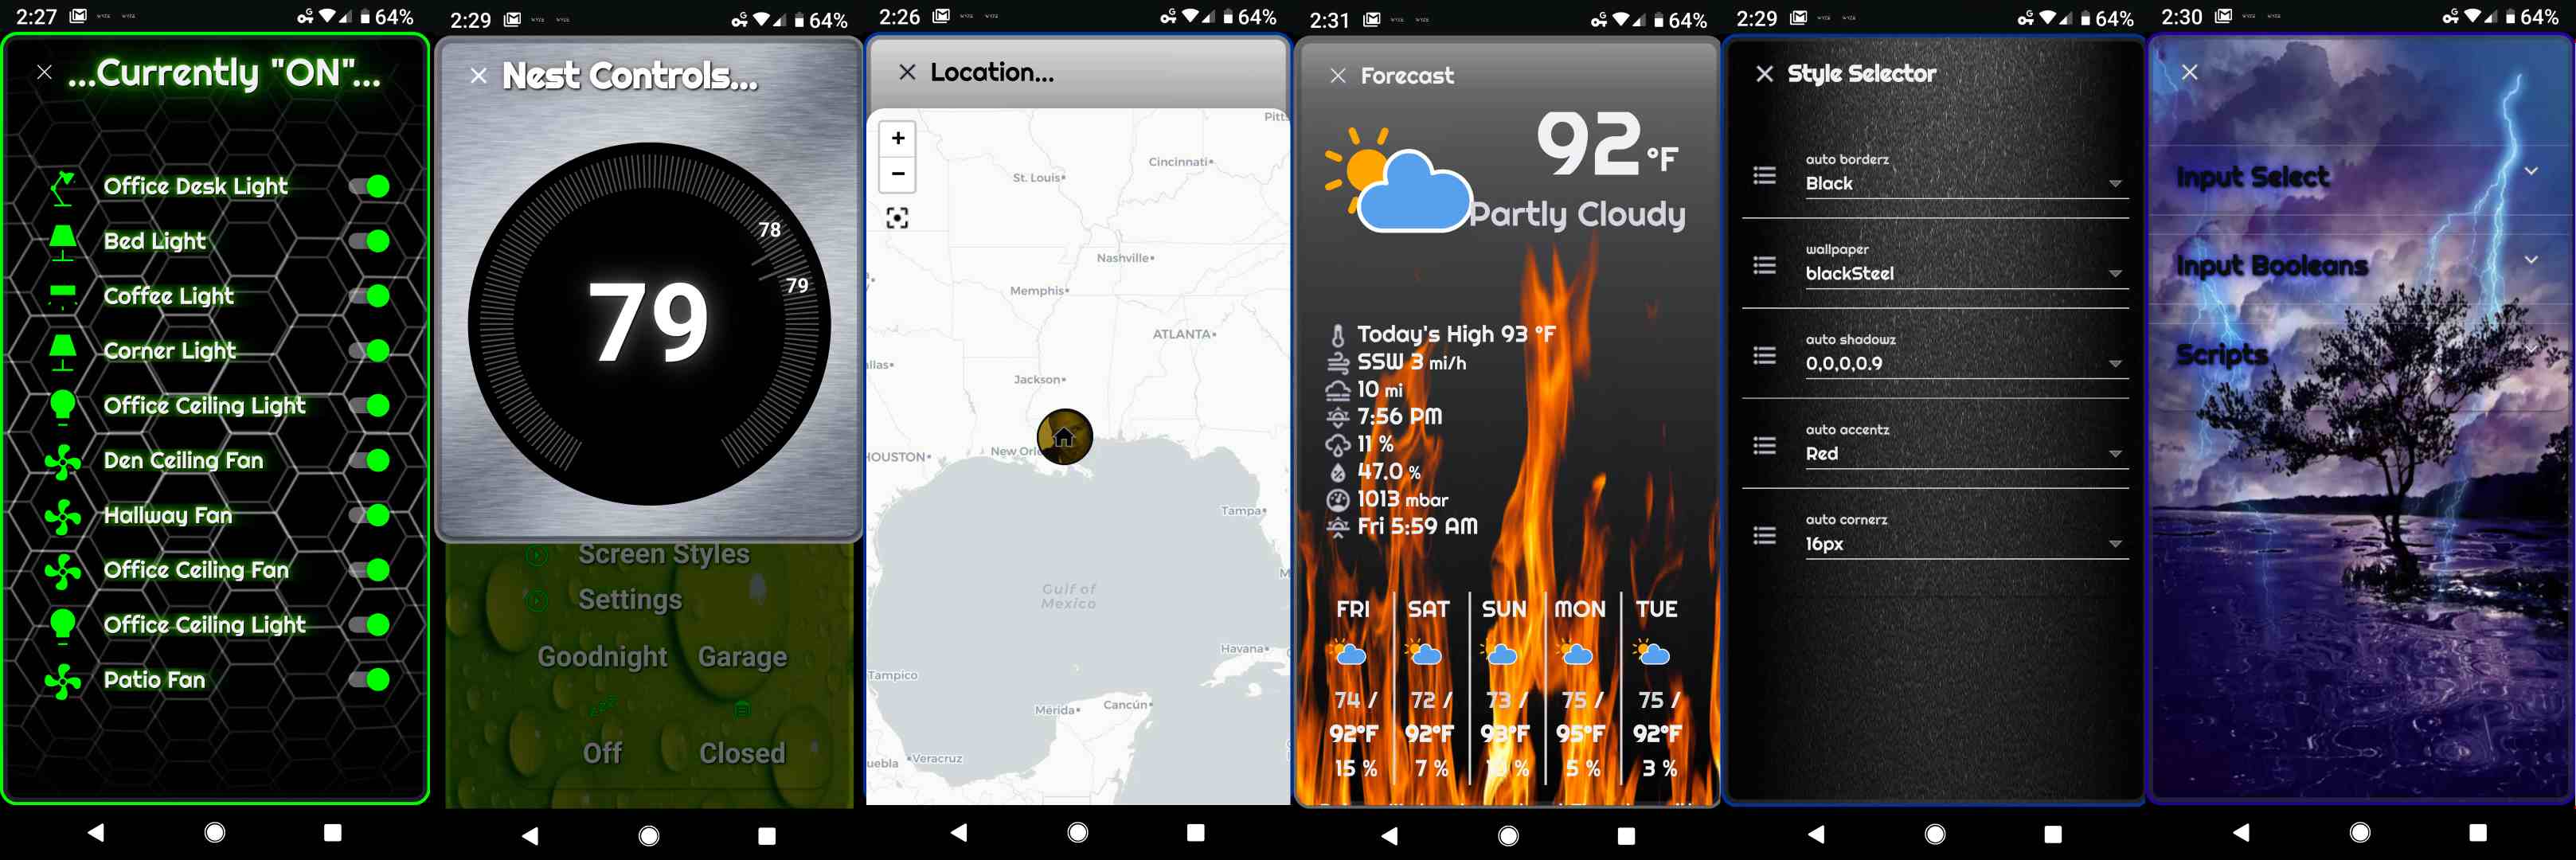 2:27
64%
...Currently "ON"...
Office Desk Light
Bed Light
Coffee Light
Corner Light
Office Ceiling Light
Den Ceiling Fan
Hallway Fan
Office Ceiling Fan
Office Ceiling Light
Patio Fan
2:29
64%
Nest Controls...
78
79
79
Screen Styles
Settings
Goodnight Garage
Off Closed
2:26
64%
Location...
+
−
Pitts
Cincinnati
St. Louis
Nashville
Memphis
ATLANTA
allas
Jackson
HOUSTON
New Orl
Tampa
Gulf of
Mexico
Havana
Tampico
Mérida
Cancún
uebla
Veracruz
2:31
64%
Forecast
92 °F
Partly Cloudy
Today's High 93 °F
SSW 3 mi/h
10 mi
7:56 PM
11 %
47.0 %
1013 mbar
Fri 5:59 AM
FRI SAT SUN MON TUE
74 / 72 / 73 / 75 / 75 /
92°F 92°F 93°F 95°F 92°F
15 % 7 % % 5 % 3 %
2:29
64%
Style Selector
auto borderz
Black
wallpaper
blackSteel
auto shadowz
0,0,0,0.9
auto accentz
Red
auto cornerz
16px
2:30
64%
Input Select
Input Booleans
Scripts